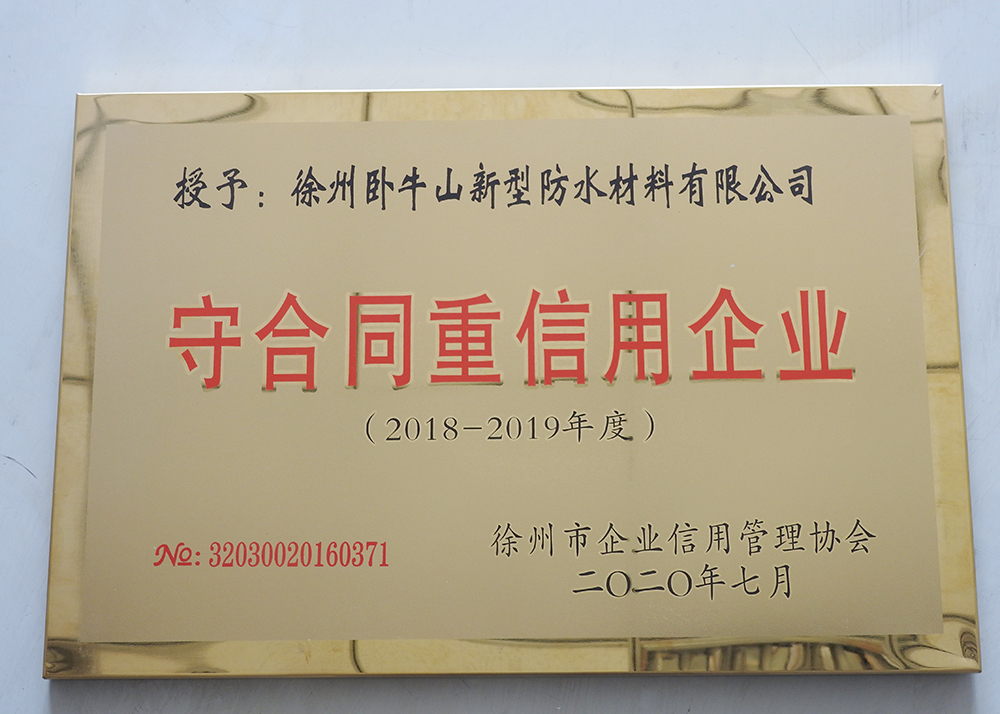 授予：徐州卧牛山新型防水材料有限公司
守合同重信用企业
（2018-2019年度）
№: 32030020160371
徐州市企业信用管理协会
二〇二〇年七月